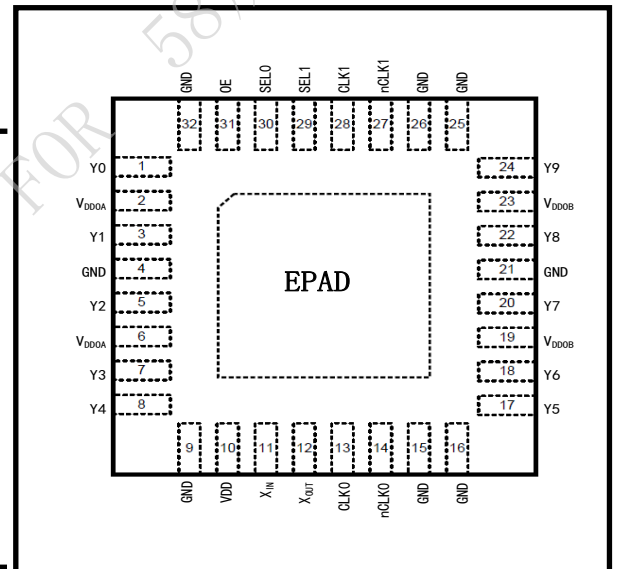 FOR 58
GND OE SEL0 SEL1 CLK1 nCLK1 GND GND
32 31 30 29 28 27 26 25
Y0 1 24 Y9
VDDOA 2 23 VDDOB
Y1 3 22 Y8
GND 4 21 GND
EPAD
Y2 5 20 Y7
VDDOA 6 19 VDDOB
Y3 7 18 Y6
Y4 8 17 Y5
9 10 11 12 13 14 15 16
GND VDD XIN XOUT CLK0 nCLK0 GND GND